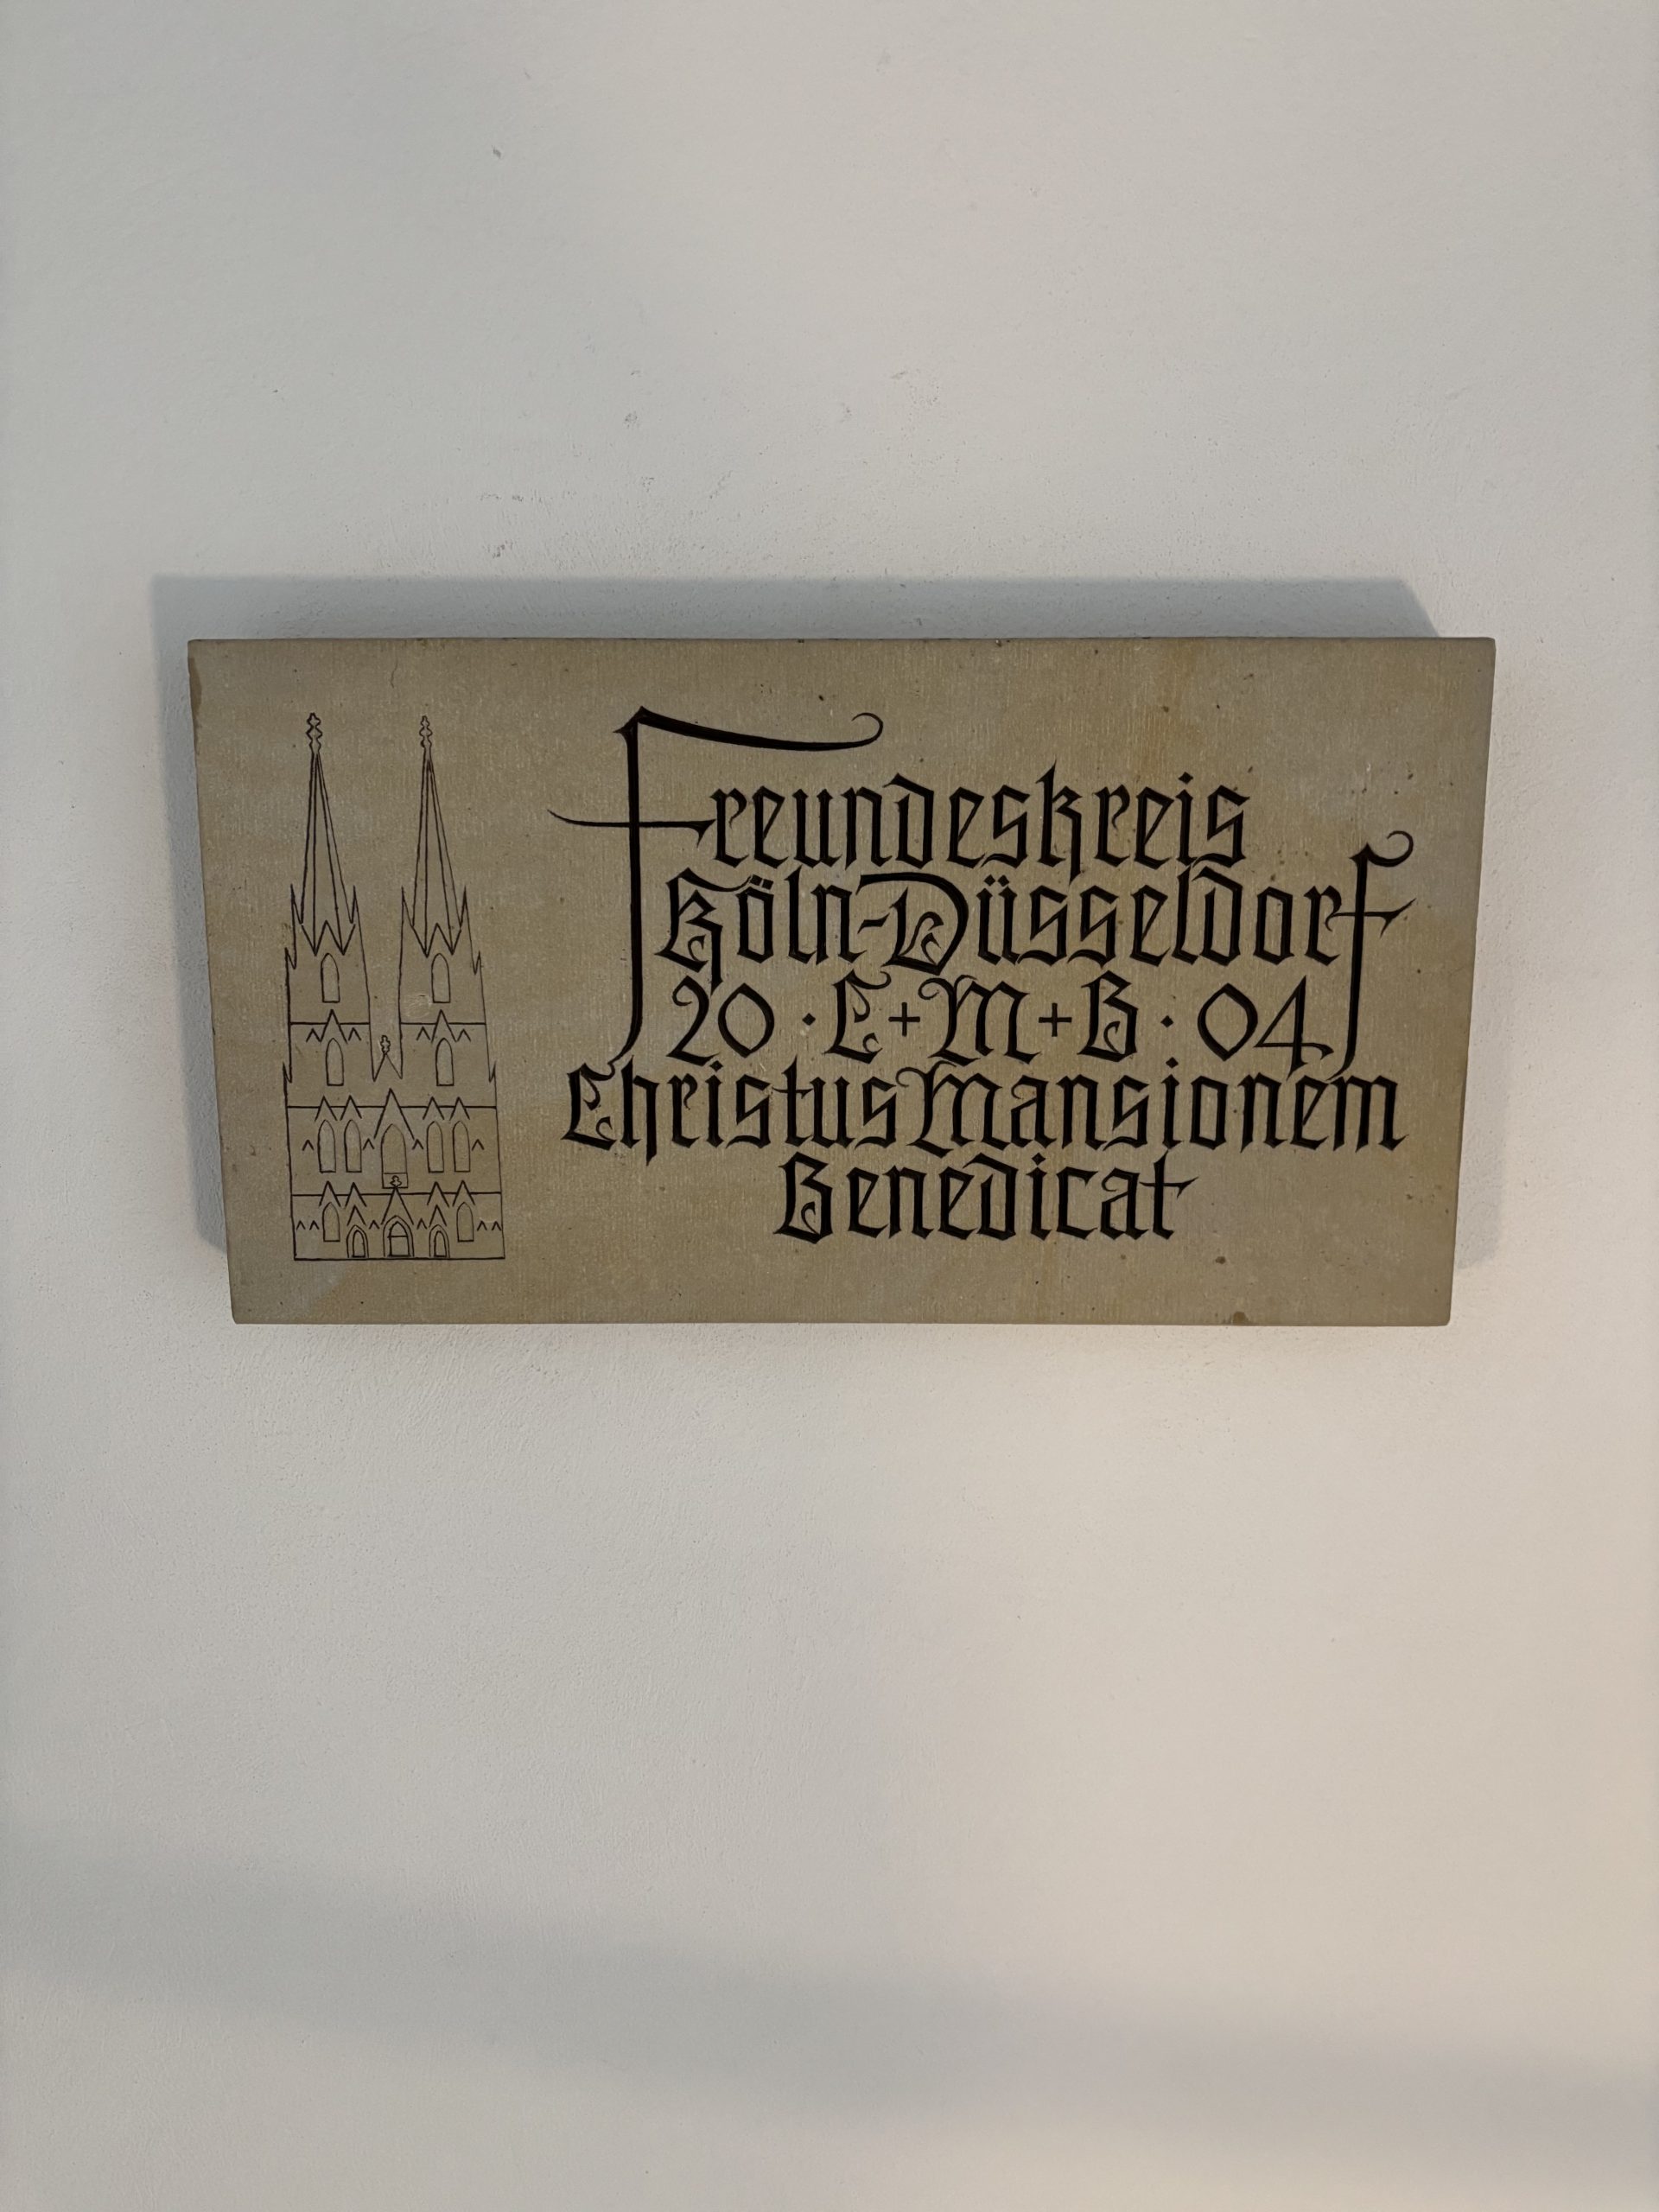 Freundeskreis
Köln-Düsseldorf
20 · C+M+B · 04
Christus Mansionem
Benedicat